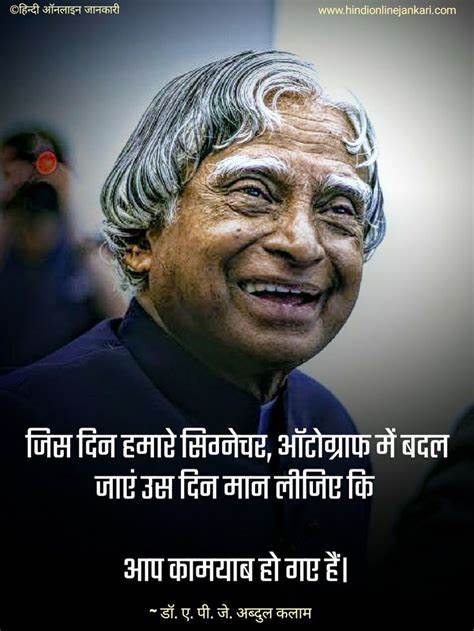 ©हिन्दी ऑनलाइन जानकारी
www.hindionlinejankari.com
जिस दिन हमारे सिग्नेचर, ऑटोग्राफ में बदल
जाएं उस दिन मान लीजिए कि
आप कामयाब हो गए हैं।
~ डॉ. ए. पी. जे. अब्दुल कलाम